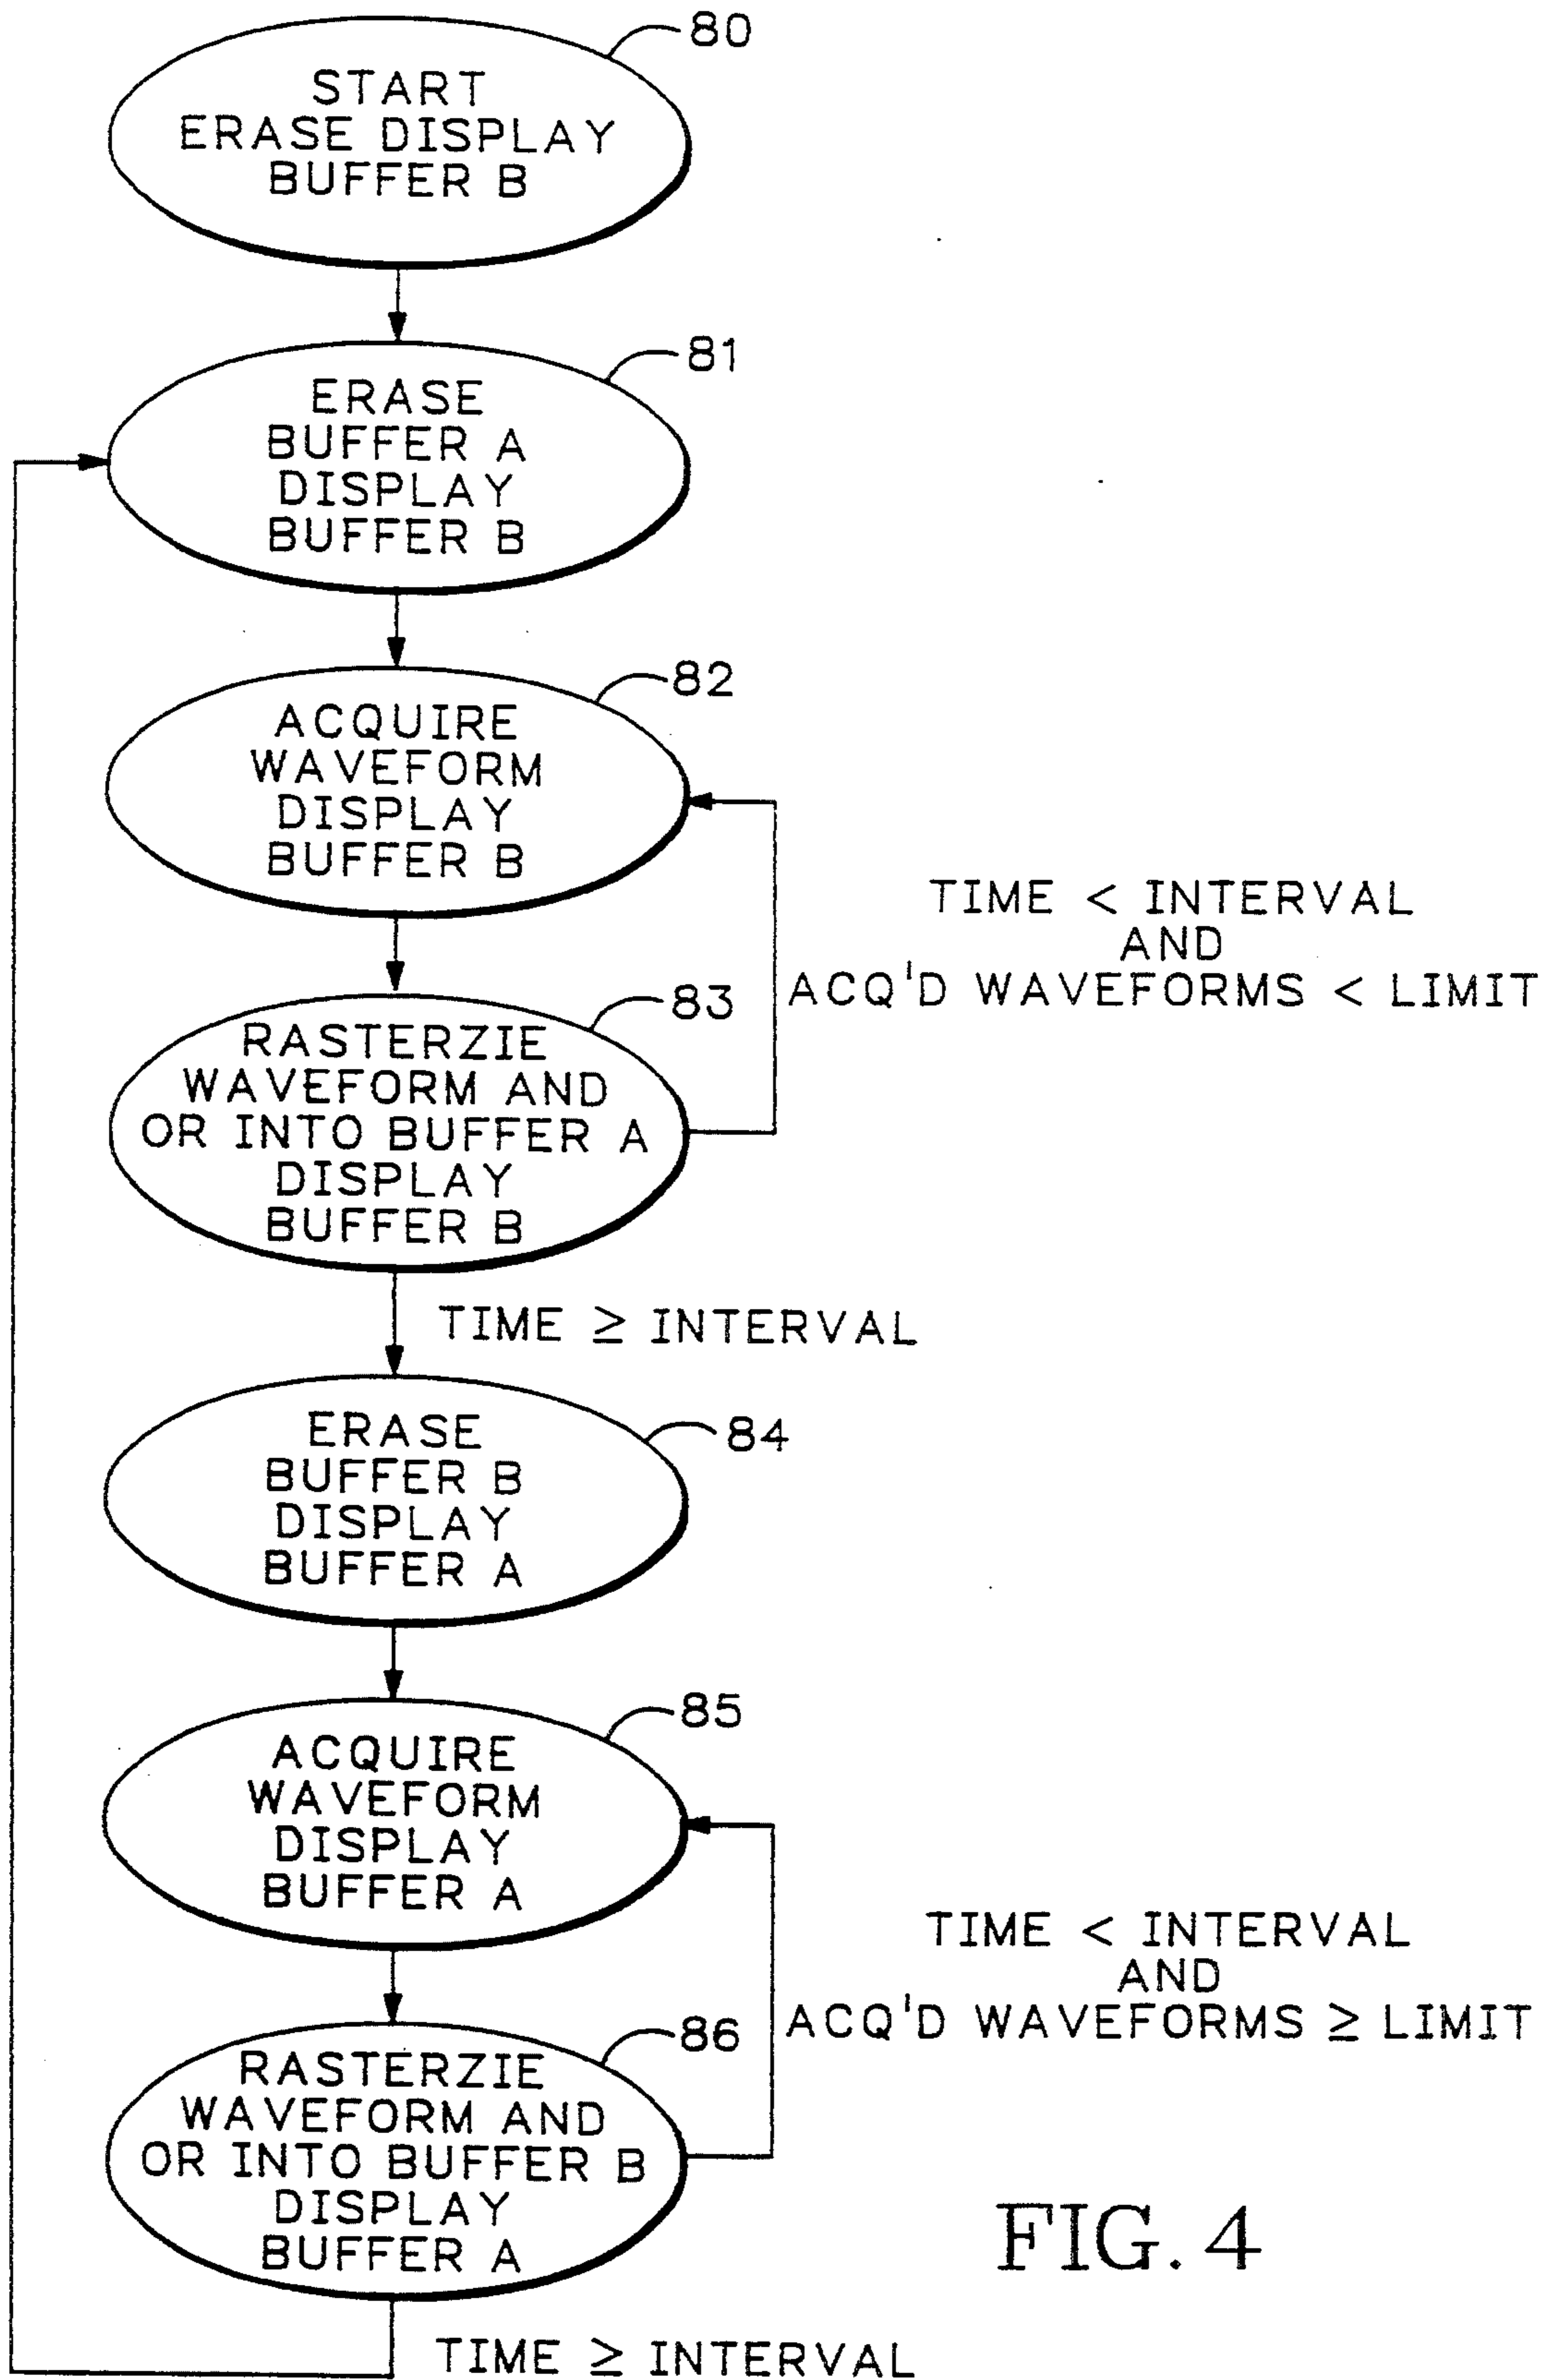 80
START
ERASE DISPLAY
BUFFER B
81
ERASE
BUFFER A
DISPLAY
BUFFER B
82
ACQUIRE
WAVEFORM
DISPLAY
BUFFER B
TIME < INTERVAL
AND
ACQ'D WAVEFORMS < LIMIT
83
RASTERZIE
WAVEFORM AND
OR INTO BUFFER A
DISPLAY
BUFFER B
TIME ≥ INTERVAL
84
ERASE
BUFFER B
DISPLAY
BUFFER A
85
ACQUIRE
WAVEFORM
DISPLAY
BUFFER A
TIME < INTERVAL
AND
ACQ'D WAVEFORMS ≥ LIMIT
86
RASTERZIE
WAVEFORM AND
OR INTO BUFFER B
DISPLAY
BUFFER A
TIME ≥ INTERVAL
FIG. 4